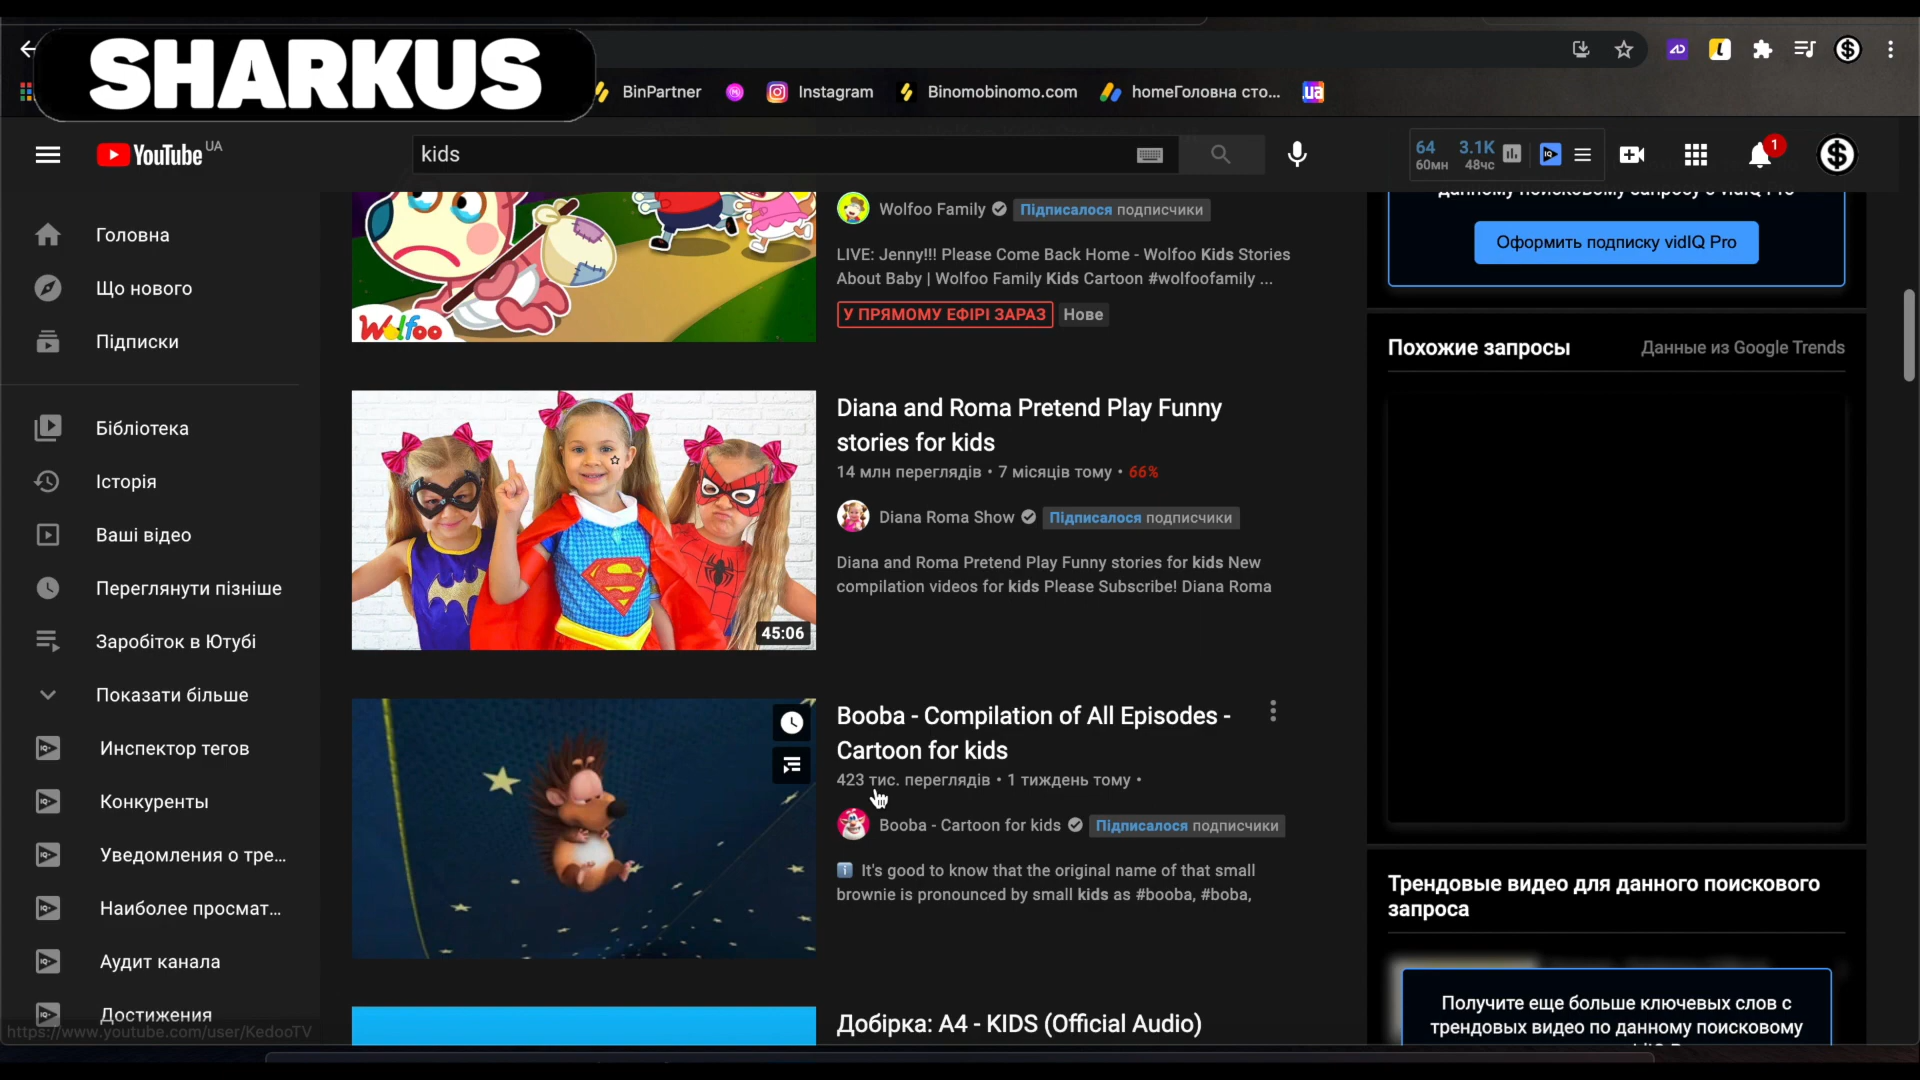 SHARKUS
BinPartner
Instagram
Binomobinomo.com
homeГоловна сто...
.ua
YouTube UA
kids
64 3.1K
60мн 48чс
1
Головна
Що нового
Підписки
Бібліотека
Історія
Ваші відео
Переглянути пізніше
Заробіток в Ютубі
Показати більше
Инспектор тегов
Конкуренты
Уведомления о тре...
Наиболее просмат...
Аудит канала
Достижения
https://www.youtube.com/user/KedooTV
Wolfoo
Wolfoo Family Підписалося подписчики
LIVE: Jenny!!! Please Come Back Home - Wolfoo Kids Stories
About Baby | Wolfoo Family Kids Cartoon #wolfoofamily ...
У ПРЯМОМУ ЕФІРІ ЗАРАЗ Нове
45:06
Diana and Roma Pretend Play Funny
stories for kids
14 млн переглядів • 7 місяців тому • 66%
Diana Roma Show Підписалося подписчики
Diana and Roma Pretend Play Funny stories for kids New
compilation videos for kids Please Subscribe! Diana Roma
Booba - Compilation of All Episodes -
Cartoon for kids
423 тис. переглядів • 1 тиждень тому •
Booba - Cartoon for kids Підписалося подписчики
It's good to know that the original name of that small
brownie is pronounced by small kids as #booba, #boba,
Добірка: A4 - KIDS (Official Audio)
данному поисковому запросу с vidIQ Pro
Оформить подписку vidIQ Pro
Похожие запросы Данные из Google Trends
Трендовые видео для данного поискового
запроса
Получите еще больше ключевых слов с
трендовых видео по данному поисковому